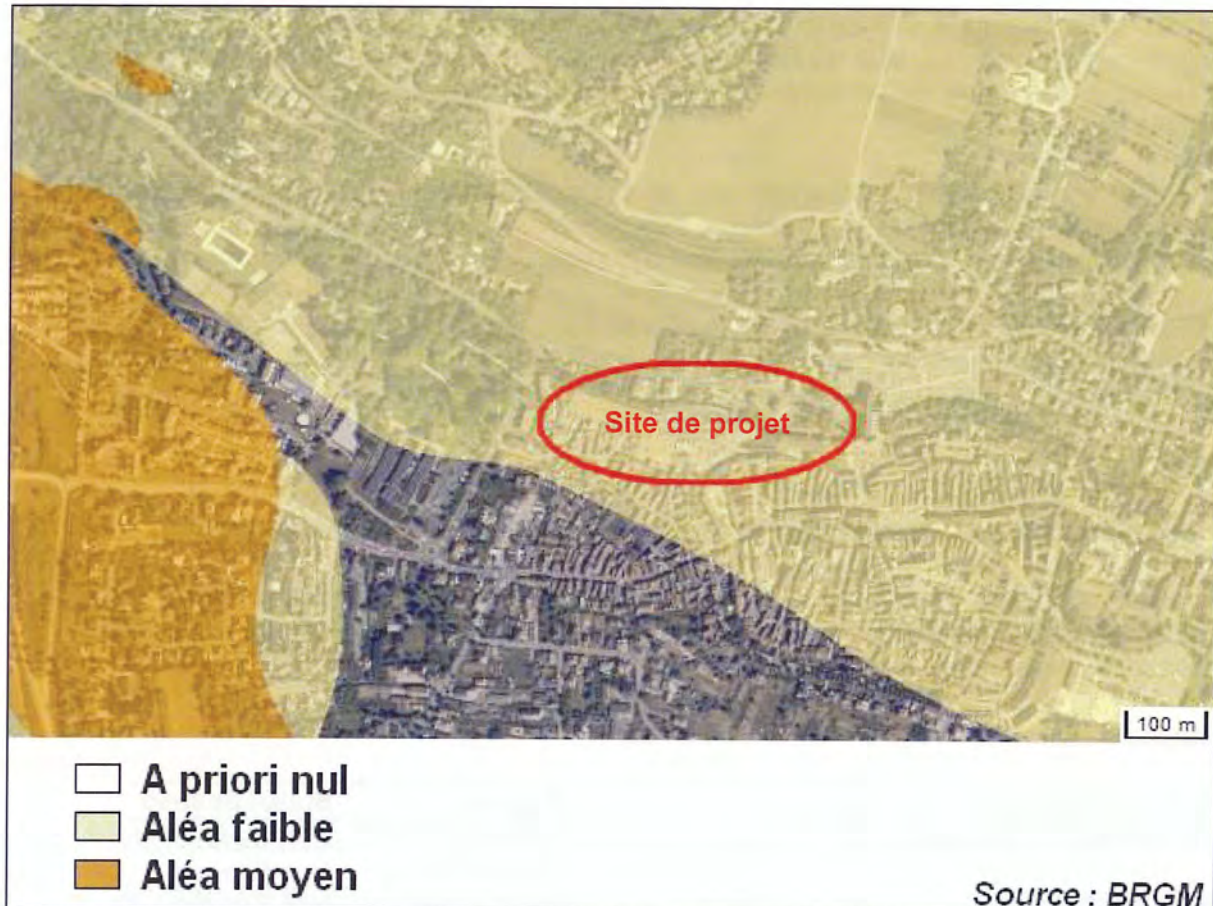 Site de projet
100 m
A priori nul
Aléa faible
Aléa moyen
Source : BRGM